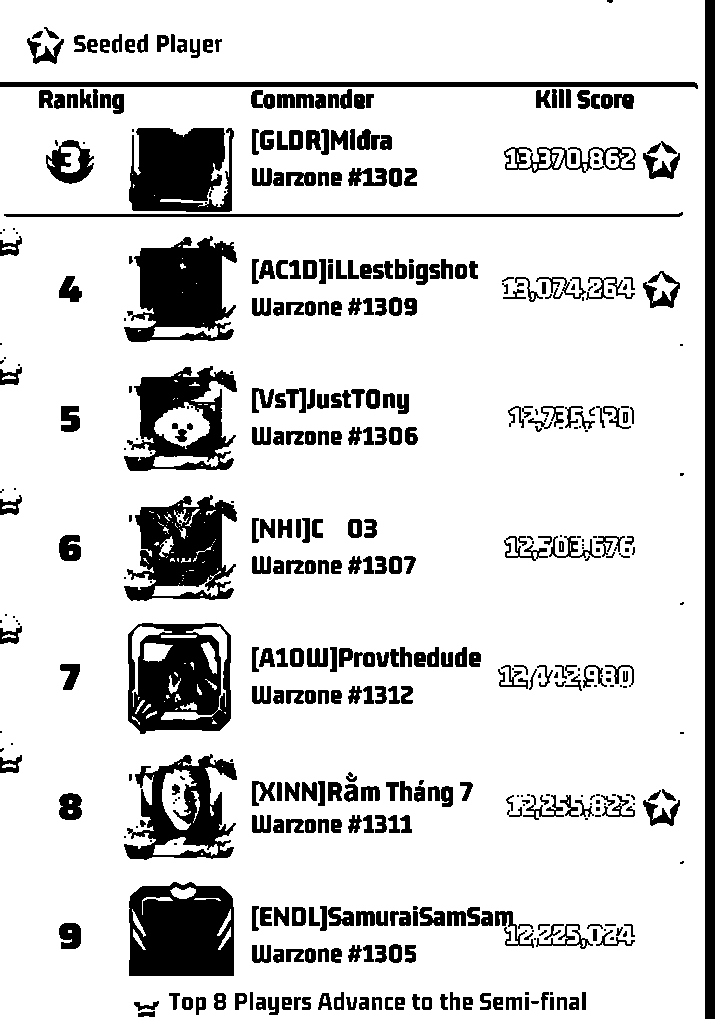 Seeded Player
Ranking Commander Kill Score
3 [GLDR]Midra 13,370,862
Warzone #1302
4 [AC1D]iLLestbigshot 13,074,264
Warzone #1309
5 [VsT]JustTOny 12,735,120
Warzone #1306
6 [NHI]C 03 12,503,676
Warzone #1307
7 [A1OW]Provthedude 12,442,980
Warzone #1312
8 [XINN]Rằm Tháng 7 12,255,822
Warzone #1311
9 [ENDL]SamuraiSamSam 12,225,024
Warzone #1305
Top 8 Players Advance to the Semi-final